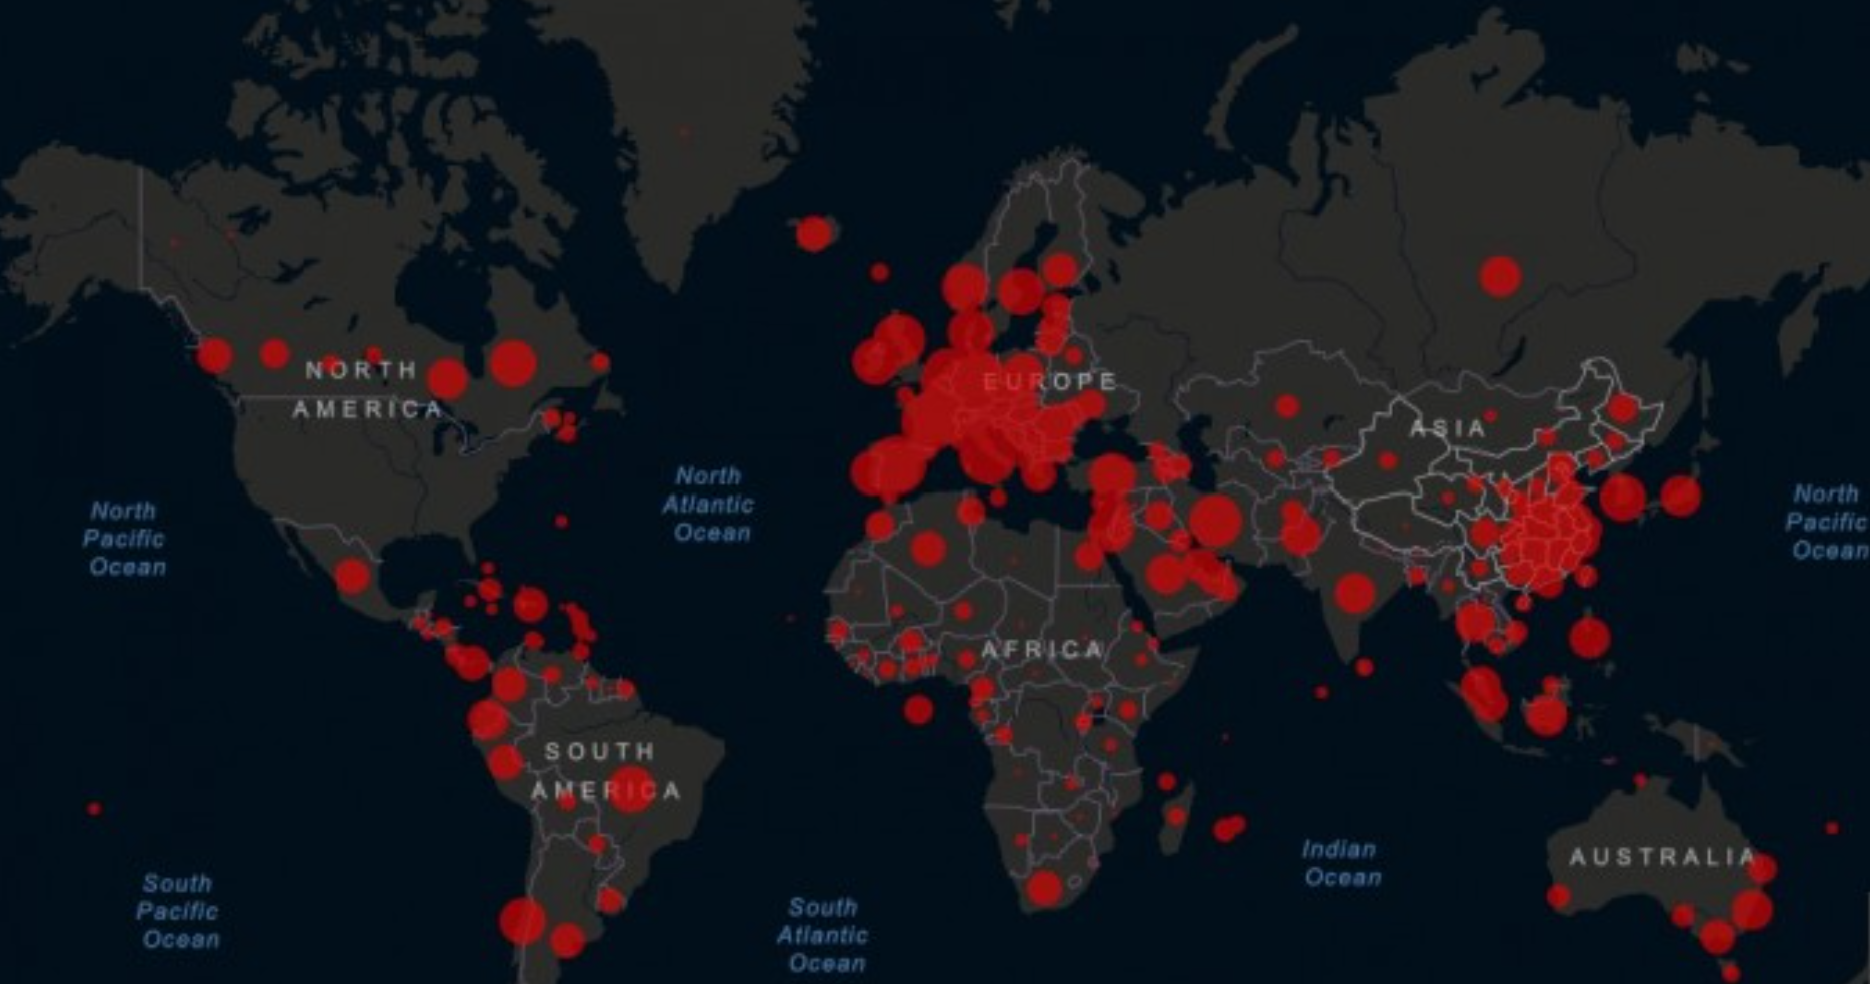 NORTH
AMERICA
EUROPE
ASIA
North
Atlantic
Ocean
North
Pacific
Ocean
North
Pacific
Ocean
AFRICA
SOUTH
AMERICA
Indian
Ocean
AUSTRALIA
South
Pacific
Ocean
South
Atlantic
Ocean